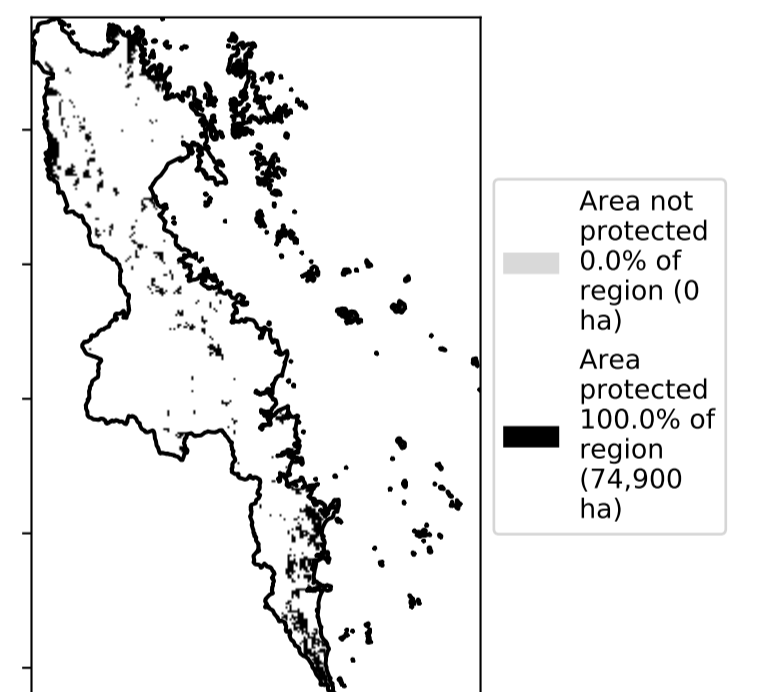 Area not
protected
0.0% of
region (0
ha)
Area
protected
100.0% of
region
(74,900
ha)